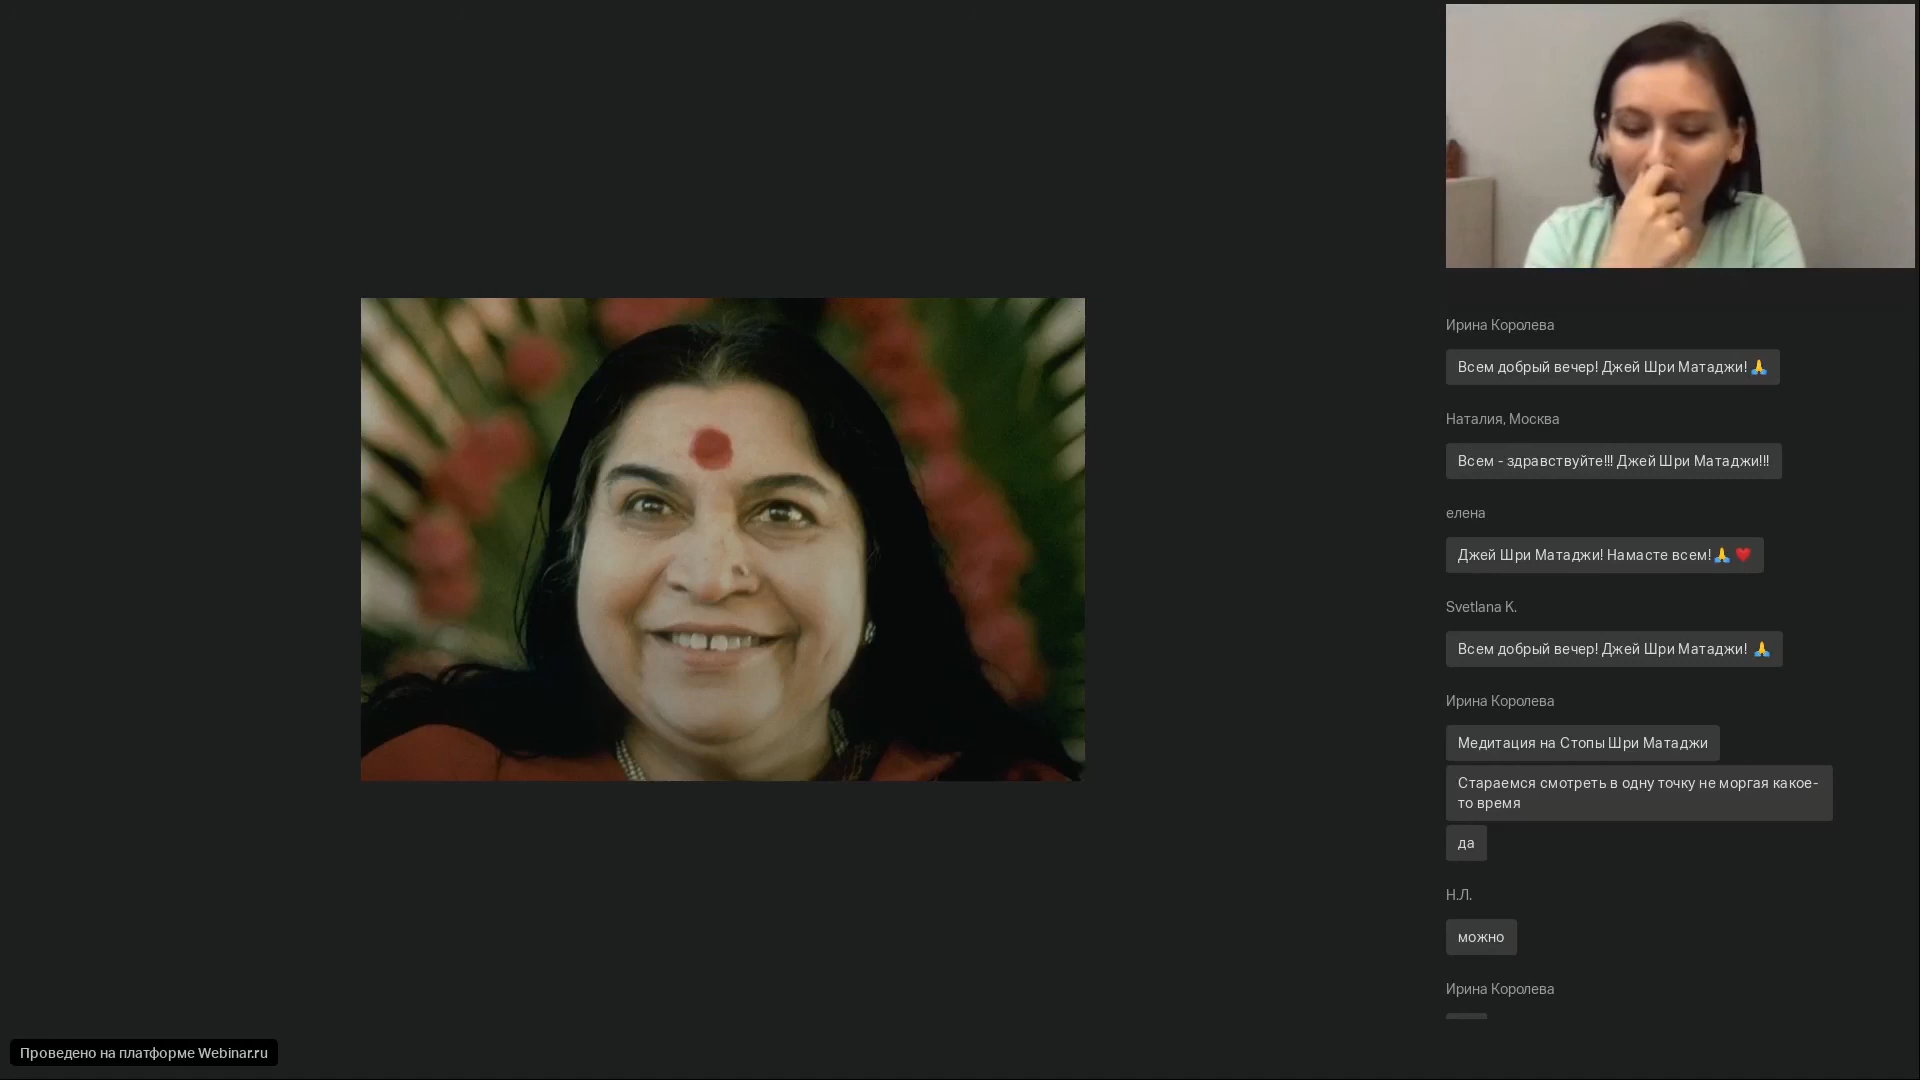 Ирина Королева
Всем добрый вечер! Джей Шри Матаджи! 🙏
Наталия, Москва
Всем - здравствуйте!!! Джей Шри Матаджи!!!
елена
Джей Шри Матаджи! Намасте всем!🙏 ❤️
Svetlana K.
Всем добрый вечер! Джей Шри Матаджи! 🙏
Ирина Королева
Медитация на Стопы Шри Матаджи
Стараемся смотреть в одну точку не моргая какое-
то время
да
Н.Л.
можно
Ирина Королева
Проведено на платформе Webinar.ru